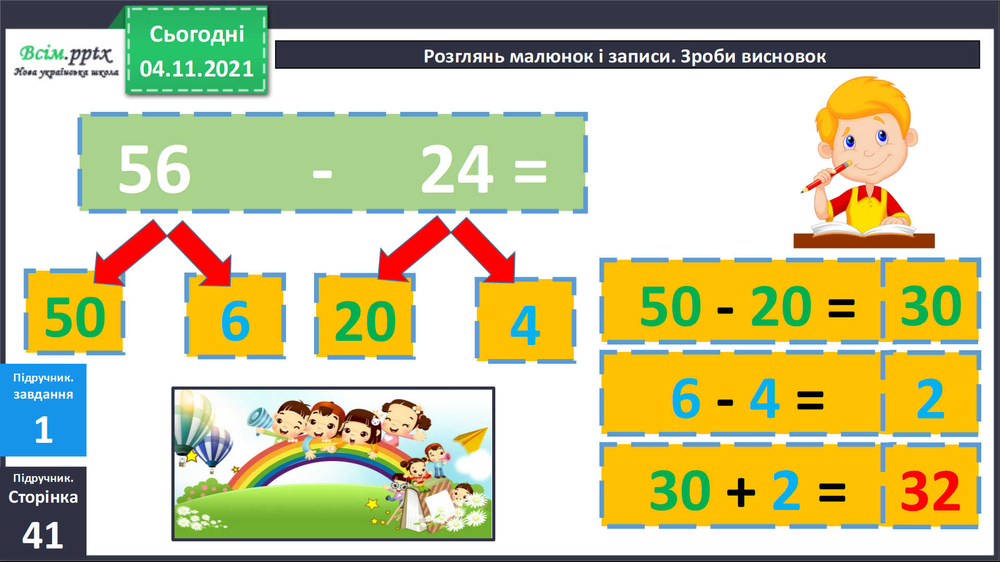 Всім.pptx
Нова українська школа
Сьогодні
04.11.2021
Розглянь малюнок і записи. Зроби висновок
56 - 24 =
50 6 20 4
50 - 20 = 30
6 - 4 = 2
30 + 2 = 32
Підручник.
завдання
1
Підручник.
Сторінка
41